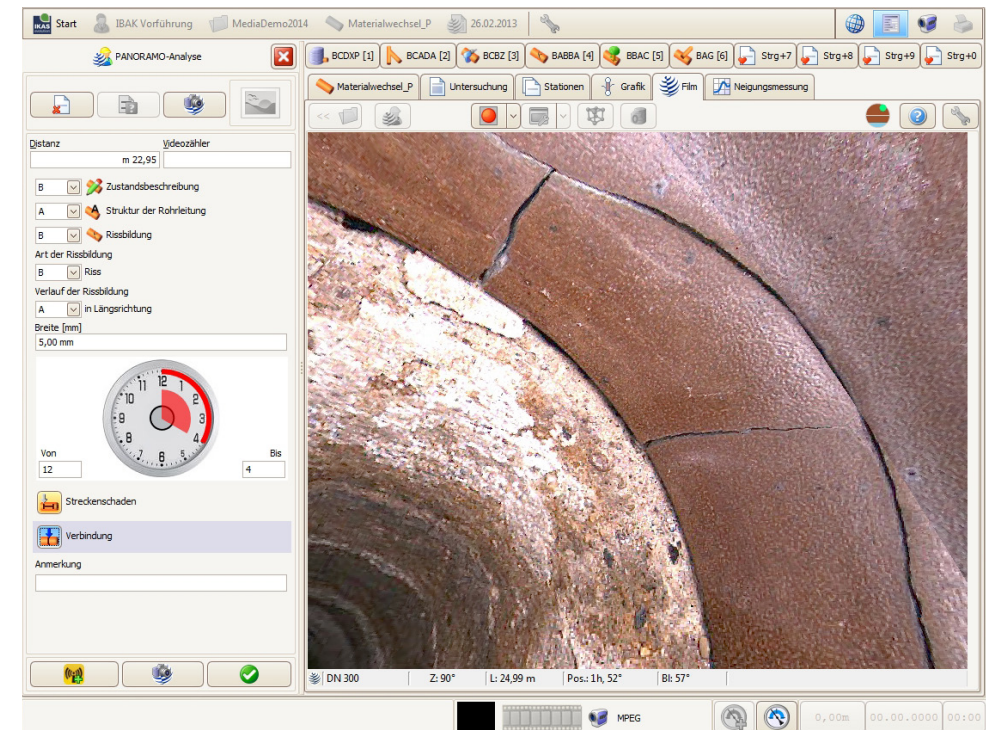 IKAS Start IBAK Vorführung MediaDemo2014 Materialwechsel_P 26.02.2013
PANORAMO-Analyse
BCDXP [1] BCADA [2] BCBZ [3] BABBA [4] BBAC [5] BAG [6] Strg+7 Strg+8 Strg+9 Strg+0
Materialwechsel_P Untersuchung Stationen Grafik Film Neigungsmessung
<<
Distanz Videozähler
m 22,95
B Zustandsbeschreibung
A Struktur der Rohrleitung
B Rissbildung
Art der Rissbildung
B Riss
Verlauf der Rissbildung
A in Längsrichtung
Breite [mm]
5,00 mm
12 1 2 3 4 5 6 7 8 9 10 11
Von Bis
12 4
Streckenschaden
Verbindung
Anmerkung
DN 300 Z: 90° L: 24,99 m Pos.: 1h, 52° Bl: 57°
MPEG 0,00m 00.00.0000 00:00